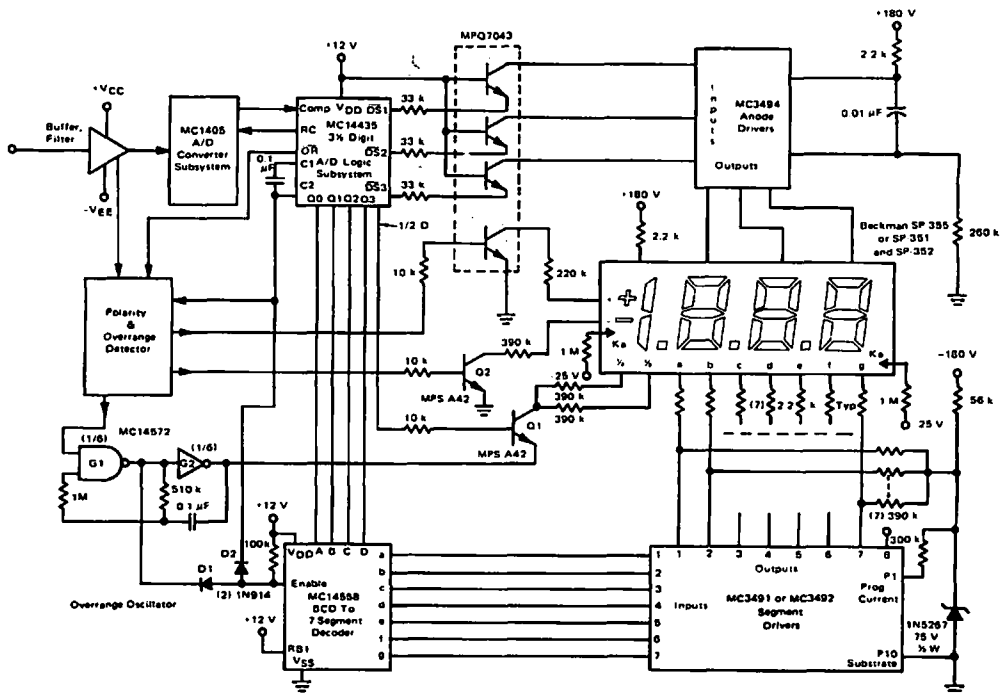 +180 V
2.2 k
0.01 µF
260 k
MPQ7043
+12 V
Inputs
MC3494
Anode
Drivers
Outputs
+VCC
Buffer,
Filter
-VEE
MC1405
A/D
Converter
Subsystem
Comp VDD DS1
RC MC14435
3½ Digit
OR
C1 A/D Logic
Subsystem DS2
C2 DS3
Q0 Q1 Q2 Q3
0.1
µF
33 k
33 k
33 k
1/2 D
10 k
220 k
+180 V
2.2 k
Beckman SP 355
or SP-351
and SP-352
Polarity
&
Overrange
Detector
+
-
Ka
½ ½ a b c d e f g
Ka
390 k
1 M
25 V
390 k
390 k
10 k
Q2
MPS A42
10 k
Q1
MPS A42
(7) 2.2 k Typ
1 M
25 V
-180 V
56 k
(1/6) MC14572
G1
(1/6)
G2
1M
510 k
0.1 µF
+12 V
100k
D2
D1
(2) 1N914
Overrange Oscillator
+12 V
VDD A B C D
Enable
MC14558
BCD To
7 Segment
Decoder
RB1
VSS
a
b
c
d
e
f
g
(7) 390 k
300 k
1 2 3 4 5 6 7 8
Outputs
1
2
3
4
5
6
7
Inputs
MC3491 or MC3492
Segment
Drivers
P1
Prog
Current
P10
Substrate
1N5267
75 V
½ W